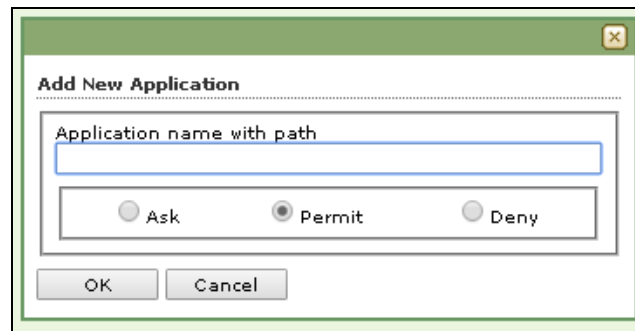 Add New Application
Application name with path
Ask Permit Deny
OK Cancel